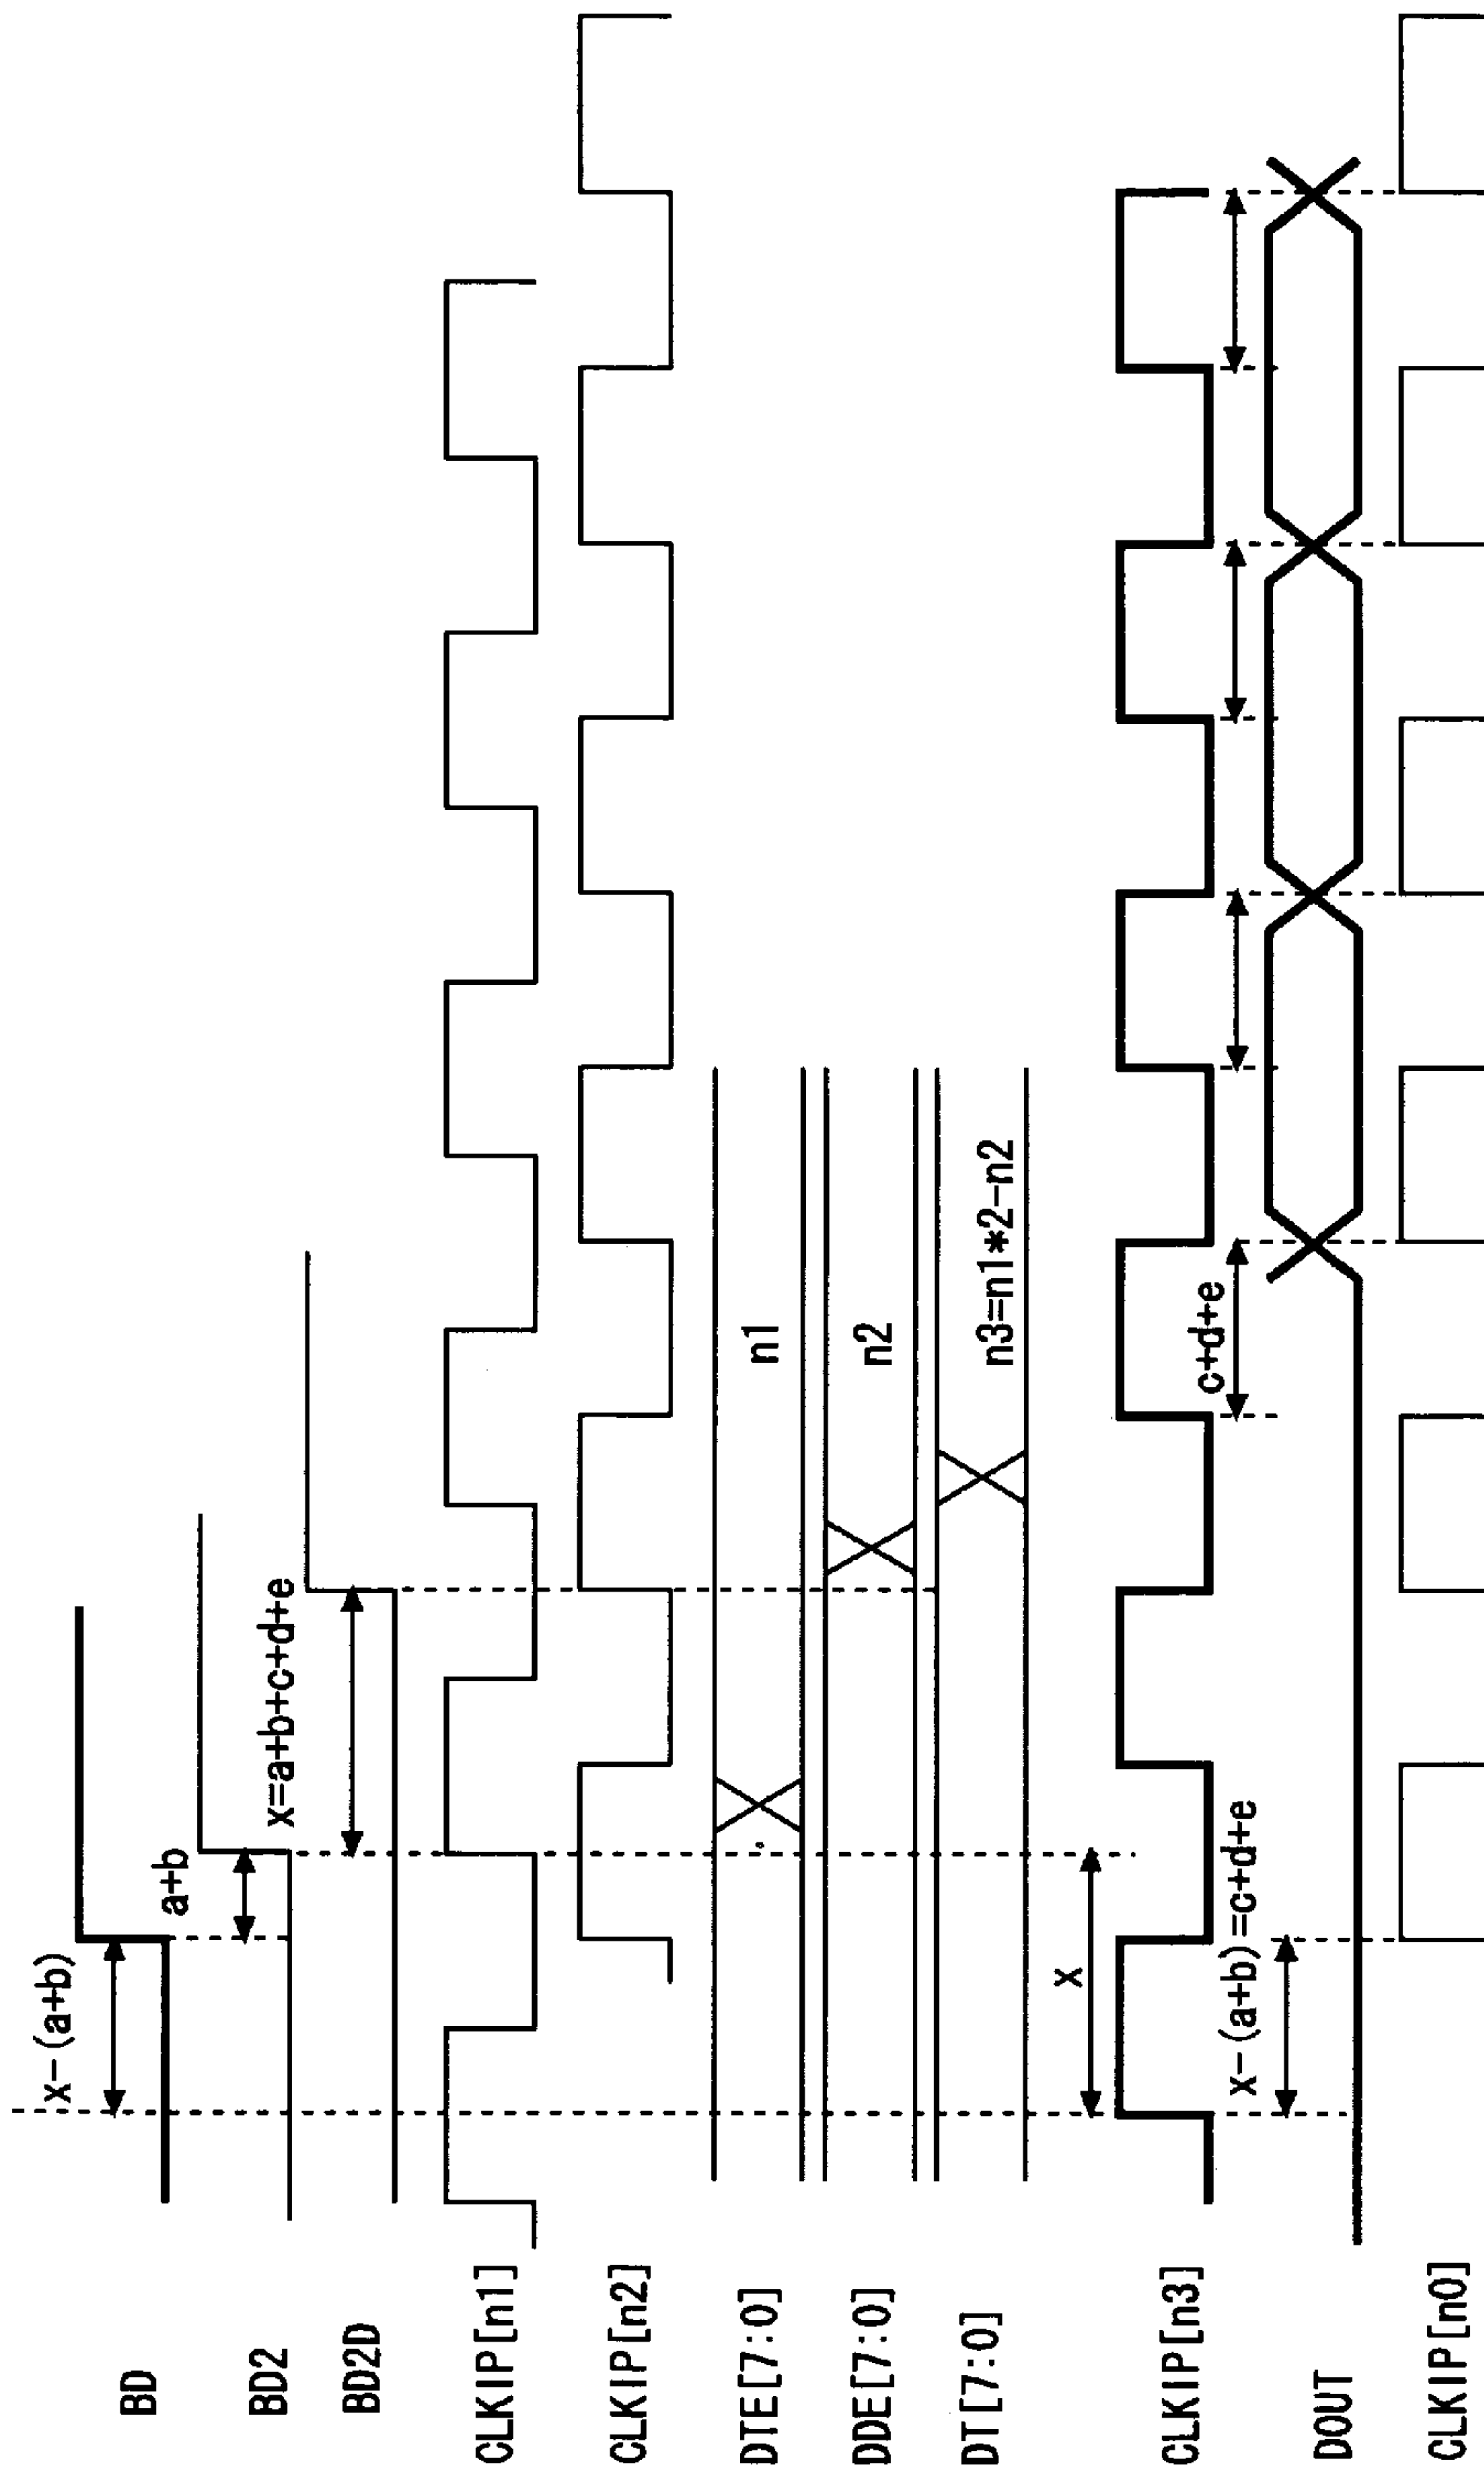 BD
x-(a+b)
BD2
a+b
BD2D
x=a+b+c+d+e
CLKIP[n1]
CLKIP[n2]
DTE[7:0]
n1
DDE[7:0]
n2
DT[7:0]
n3=n1*2-n2
x
CLKIP[n3]
x-(a+b)=c+d+e
c+d+e
DOUT
CLKIP[n0]